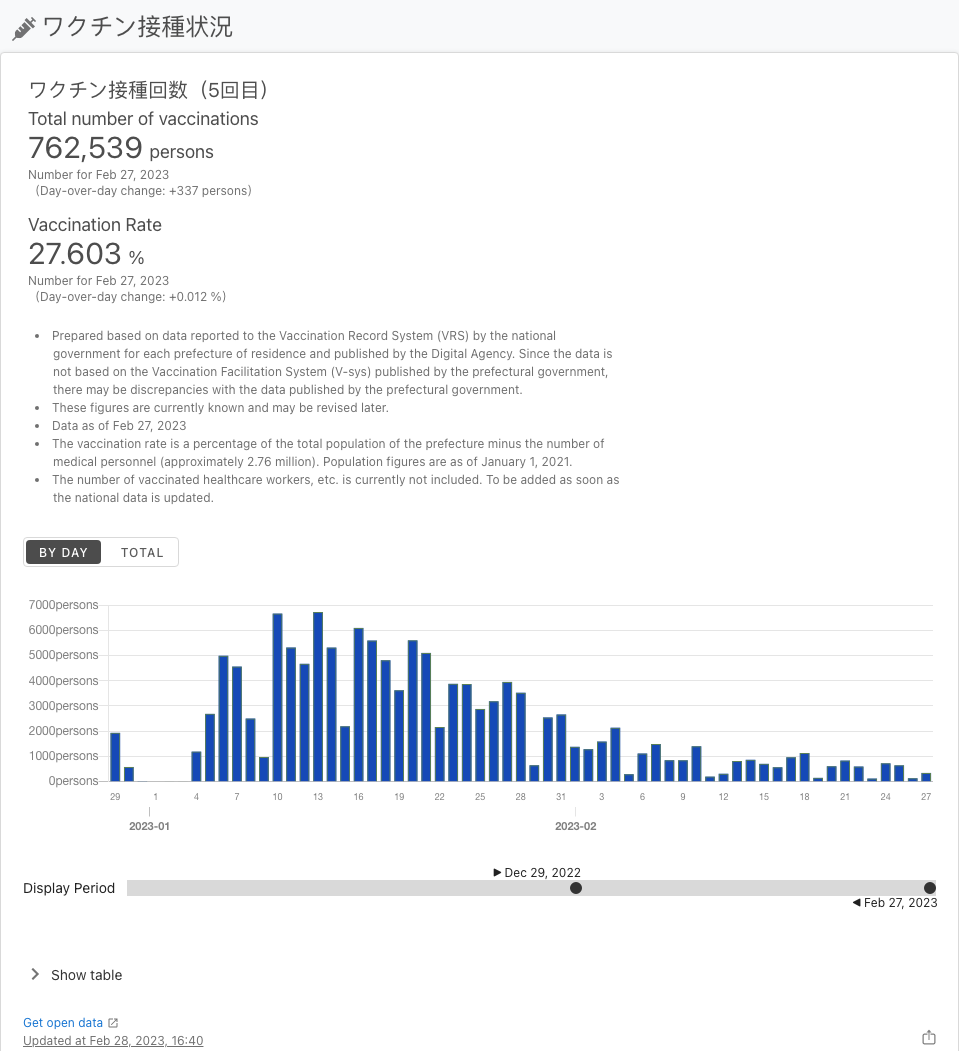 ワクチン接種状況
ワクチン接種回数（5回目）
Total number of vaccinations
762,539 persons
Number for Feb 27, 2023
(Day-over-day change: +337 persons)
Vaccination Rate
27.603 %
Number for Feb 27, 2023
(Day-over-day change: +0.012 %)
• Prepared based on data reported to the Vaccination Record System (VRS) by the national
government for each prefecture of residence and published by the Digital Agency. Since the data is
not based on the Vaccination Facilitation System (V-sys) published by the prefectural government,
there may be discrepancies with the data published by the prefectural government.
• These figures are currently known and may be revised later.
• Data as of Feb 27, 2023
• The vaccination rate is a percentage of the total population of the prefecture minus the number of
medical personnel (approximately 2.76 million). Population figures are as of January 1, 2021.
• The number of vaccinated healthcare workers, etc. is currently not included. To be added as soon as
the national data is updated.
BY DAY TOTAL
7000persons
6000persons
5000persons
4000persons
3000persons
2000persons
1000persons
0persons
29 1 4 7 10 13 16 19 22 25 28 31 3 6 9 12 15 18 21 24 27
2023-01 2023-02
Dec 29, 2022
Display Period
Feb 27, 2023
Show table
Get open data
Updated at Feb 28, 2023, 16:40